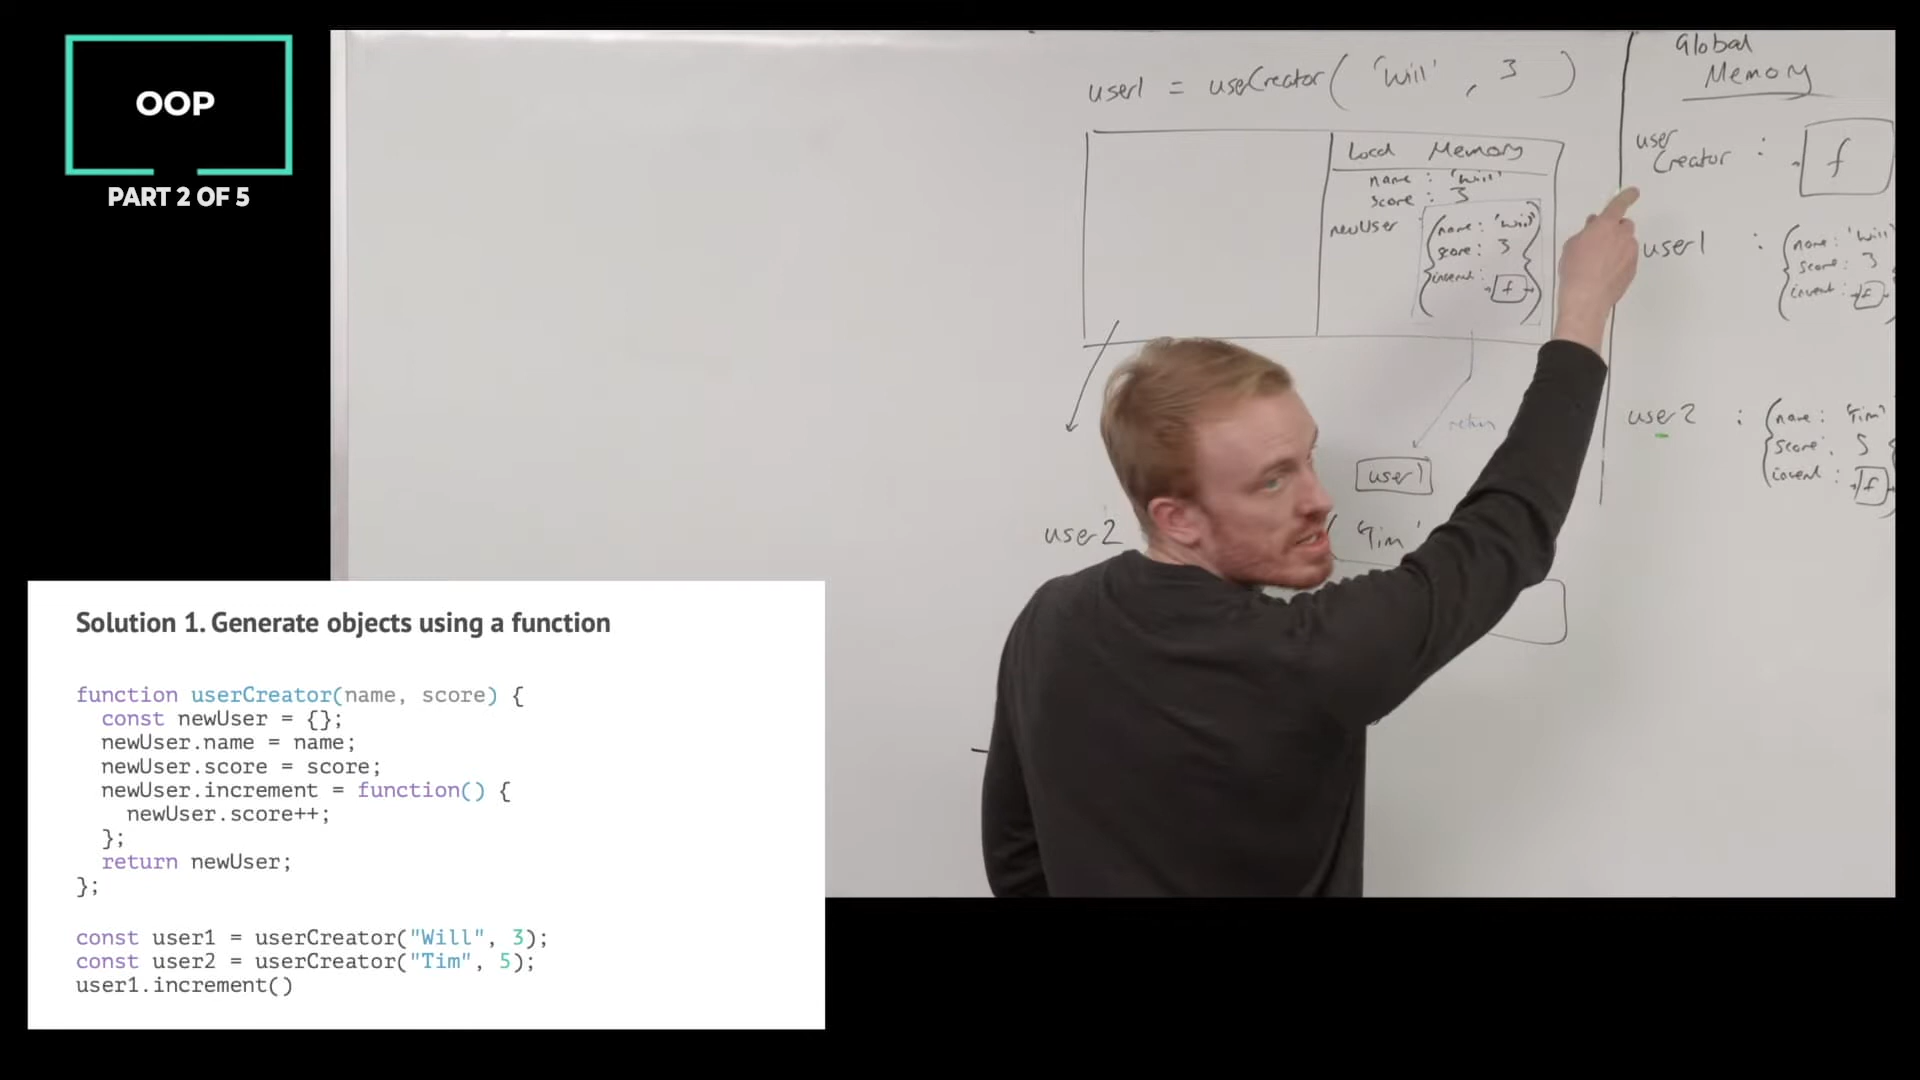 OOP
PART 2 OF 5
user1 = useCreator( 'Will' , 3 )
Local Memory
name : 'Will'
score : 3
newUser
name : 'Will'
score : 3
f
return
user1
user2
'Tim'
Global
Memory
user
Creator : f
user1 : name : 'Will'
score : 3
f
user2 : name : 'Tim'
score : 5
f
Solution 1. Generate objects using a function
function userCreator(name, score) {
const newUser = {};
newUser.name = name;
newUser.score = score;
newUser.increment = function() {
newUser.score++;
};
return newUser;
};
const user1 = userCreator("Will", 3);
const user2 = userCreator("Tim", 5);
user1.increment()